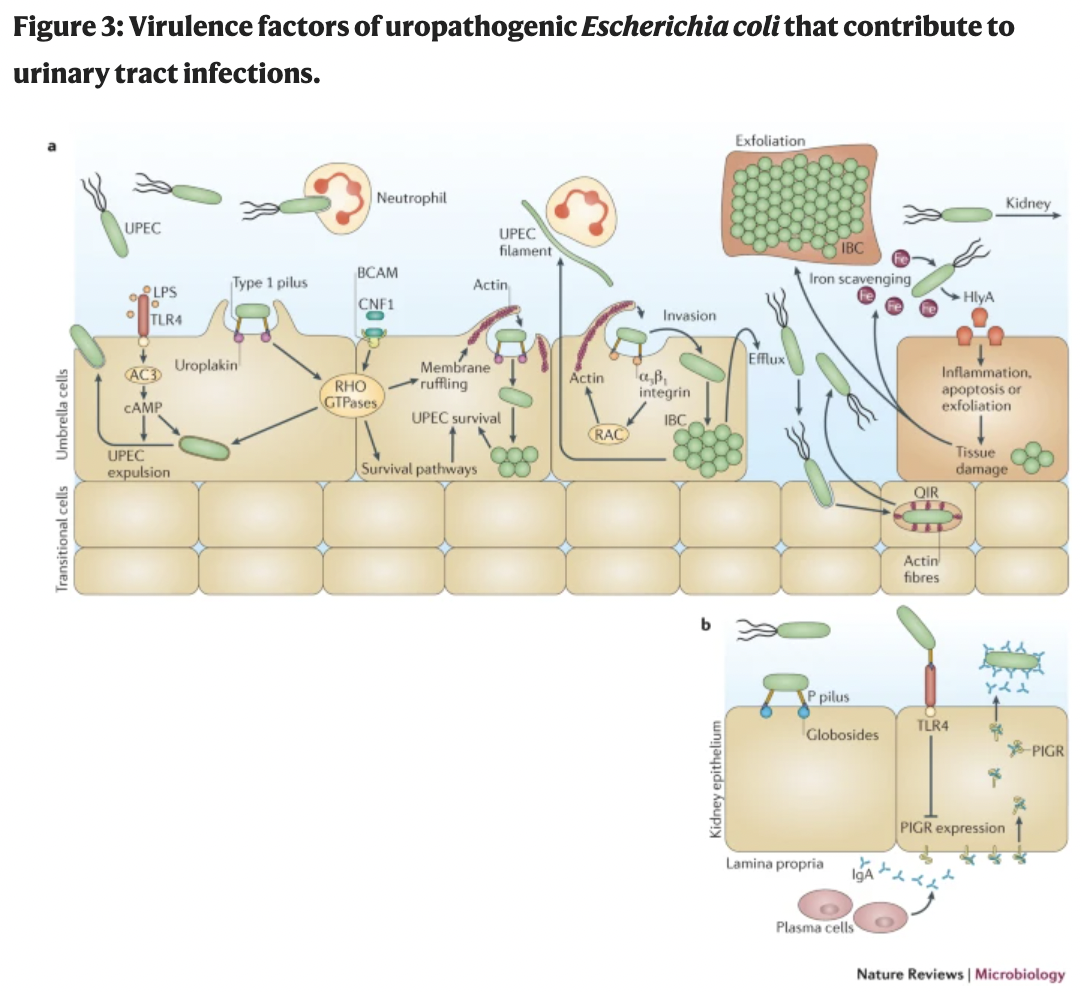 Figure 3: Virulence factors of uropathogenic Escherichia coli that contribute to
urinary tract infections.
a
Exfoliation
Neutrophil
UPEC
UPEC
filament
IBC
Kidney
Iron scavenging
Fe
Fe
Fe
Fe
HlyA
LPS
TLR4
Type 1 pilus
BCAM
CNF1
Actin
Uroplakin
AC3
cAMP
UPEC
expulsion
RHO
GTPases
Membrane
ruffling
UPEC survival
Survival pathways
Invasion
Actin
α3β1
integrin
RAC
IBC
Efflux
Inflammation,
apoptosis or
exfoliation
Tissue
damage
Umbrella cells
Transitional cells
QIR
Actin
fibres
b
P pilus
Globosides
TLR4
PIGR
PIGR expression
Kidney epithelium
Lamina propria
IgA
Plasma cells
Nature Reviews | Microbiology